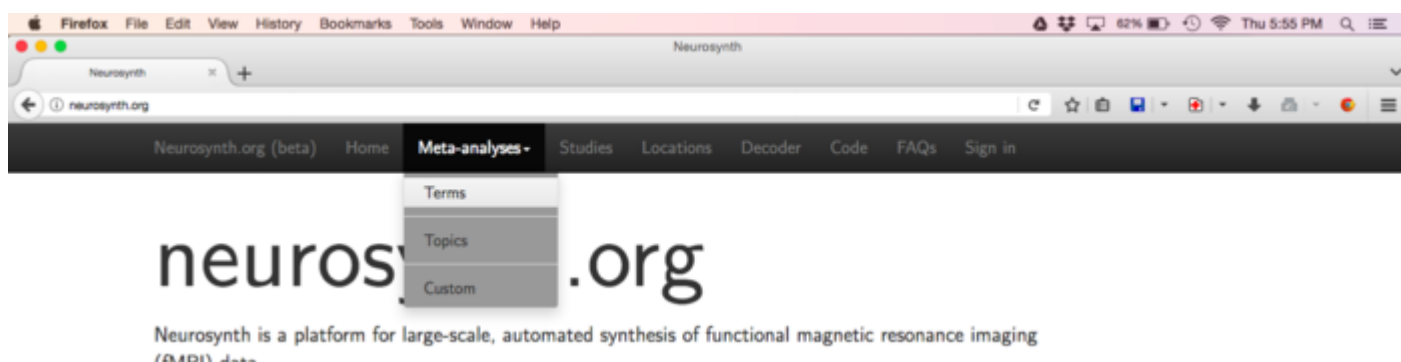 Firefox File Edit View History Bookmarks Tools Window Help 62% Thu 5:55 PM
Neurosynth
Neurosynth × +
neurosynth.org
Neurosynth.org (beta) Home Meta-analyses Studies Locations Decoder Code FAQs Sign in
Terms
Topics
neuros .org
Custom
Neurosynth is a platform for large-scale, automated synthesis of functional magnetic resonance imaging
(fMRI) data